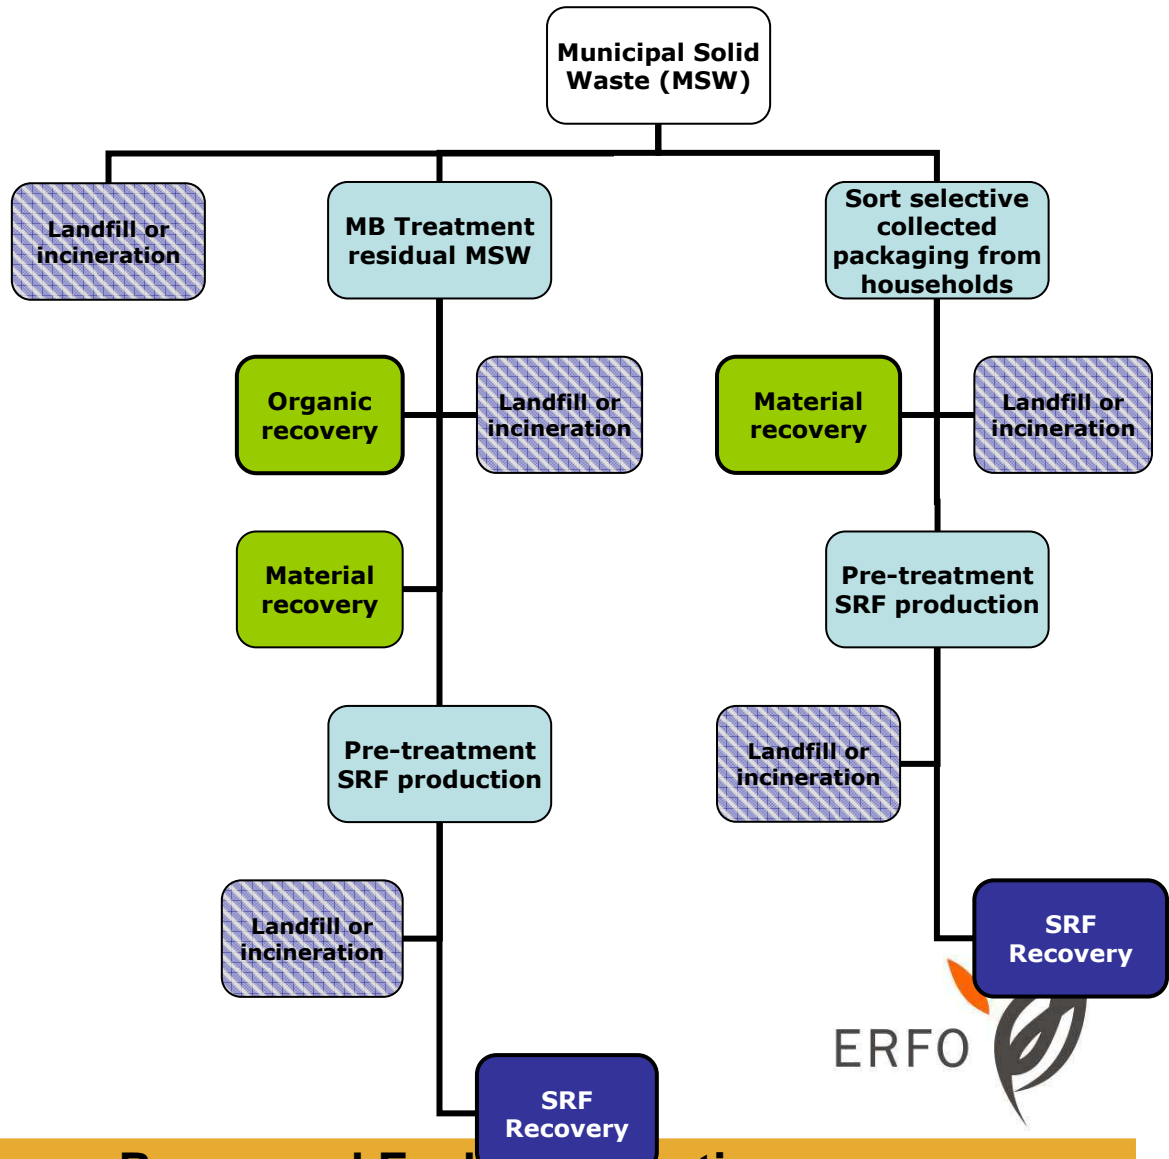 Municipal Solid
Waste (MSW)
Landfill or
incineration
MB Treatment
residual MSW
Sort selective
collected
packaging from
households
Organic
recovery
Landfill or
incineration
Material
recovery
Landfill or
incineration
Material
recovery
Pre-treatment
SRF production
Pre-treatment
SRF production
Landfill or
incineration
Landfill or
incineration
SRF
Recovery
ERFO
SRF
Recovery